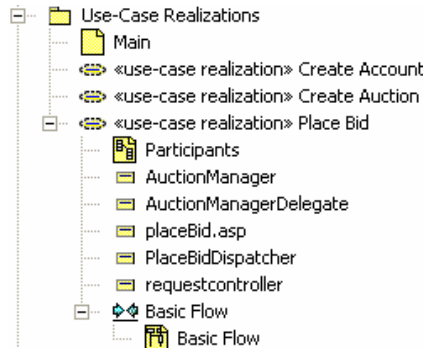 Use-Case Realizations
Main
«use-case realization» Create Account
«use-case realization» Create Auction
«use-case realization» Place Bid
Participants
AuctionManager
AuctionManagerDelegate
placeBid.asp
PlaceBidDispatcher
requestcontroller
Basic Flow
Basic Flow